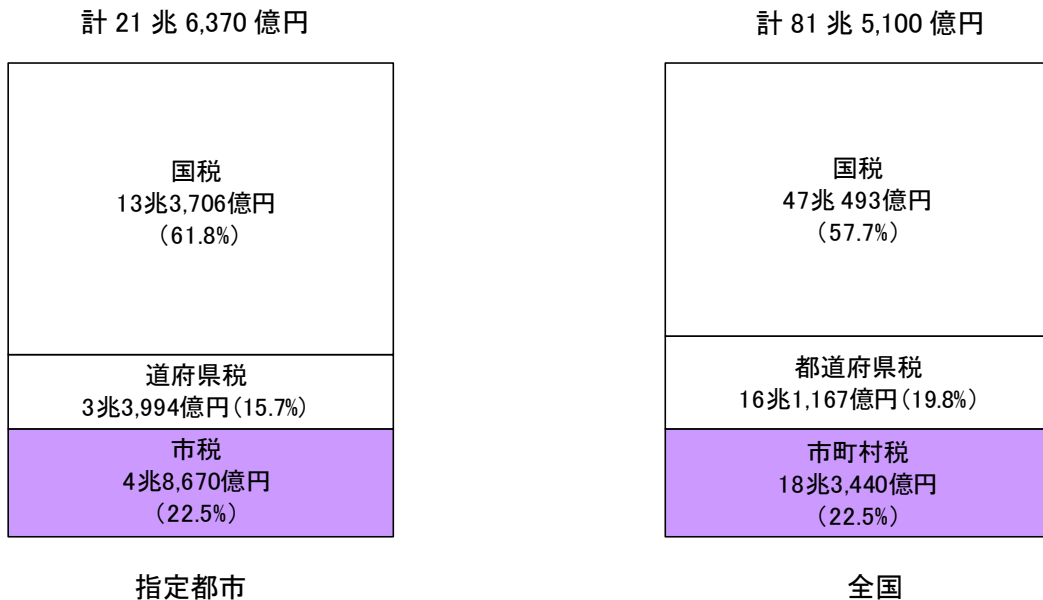 計 21 兆 6,370 億円
国税
13兆3,706億円
（61.8%）
道府県税
3兆3,994億円(15.7%)
市税
4兆8,670億円
（22.5%）
指定都市
計 81 兆 5,100 億円
国税
47兆 493億円
（57.7%）
都道府県税
16兆1,167億円(19.8%)
市町村税
18兆3,440億円
（22.5%）
全国